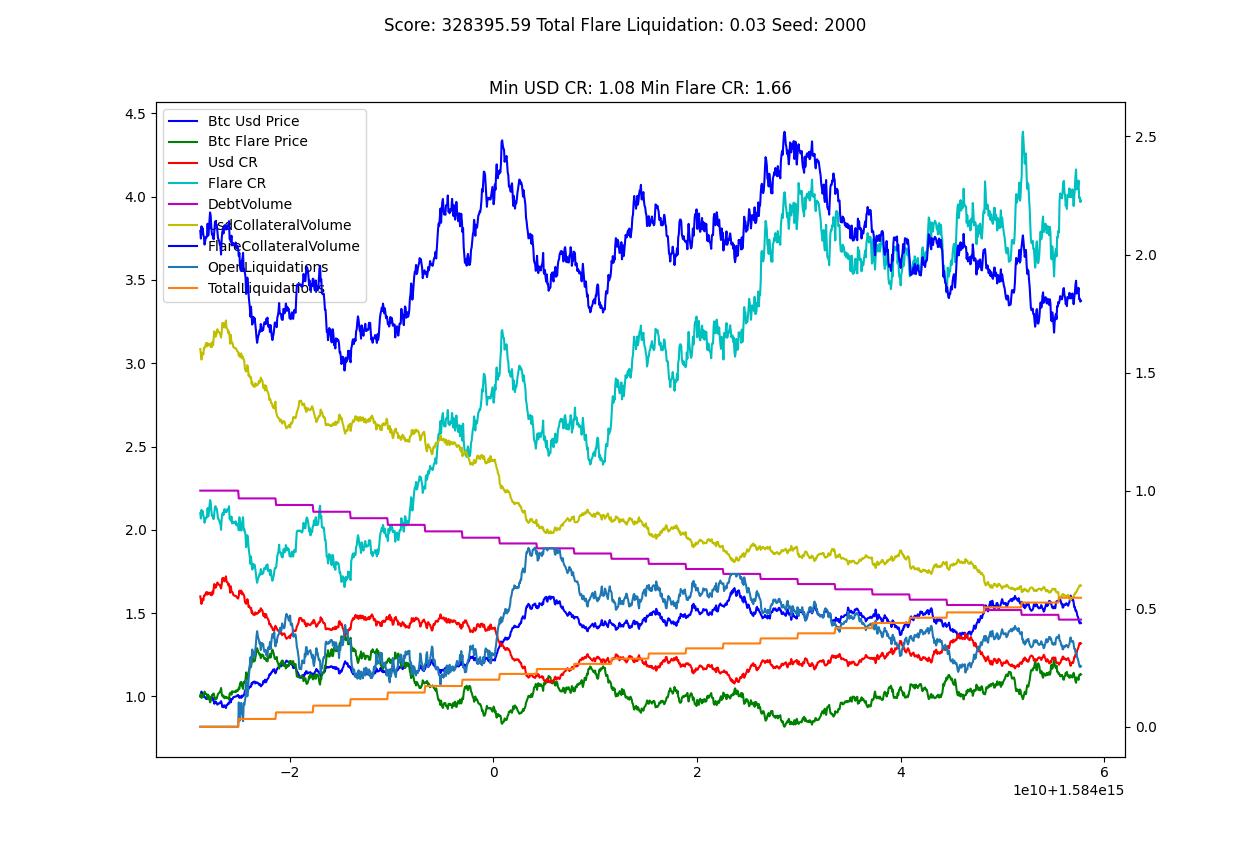 Score: 328395.59 Total Flare Liquidation: 0.03 Seed: 2000
Min USD CR: 1.08 Min Flare CR: 1.66
Btc Usd Price
Btc Flare Price
Usd CR
Flare CR
DebtVolume
UsdCollateralVolume
FlareCollateralVolume
OpenLiquidations
TotalLiquidations
4.5
4.0
3.5
3.0
2.5
2.0
1.5
1.0
2.5
2.0
1.5
1.0
0.5
0.0
−2
0
2
4
6
1e10+1.584e15